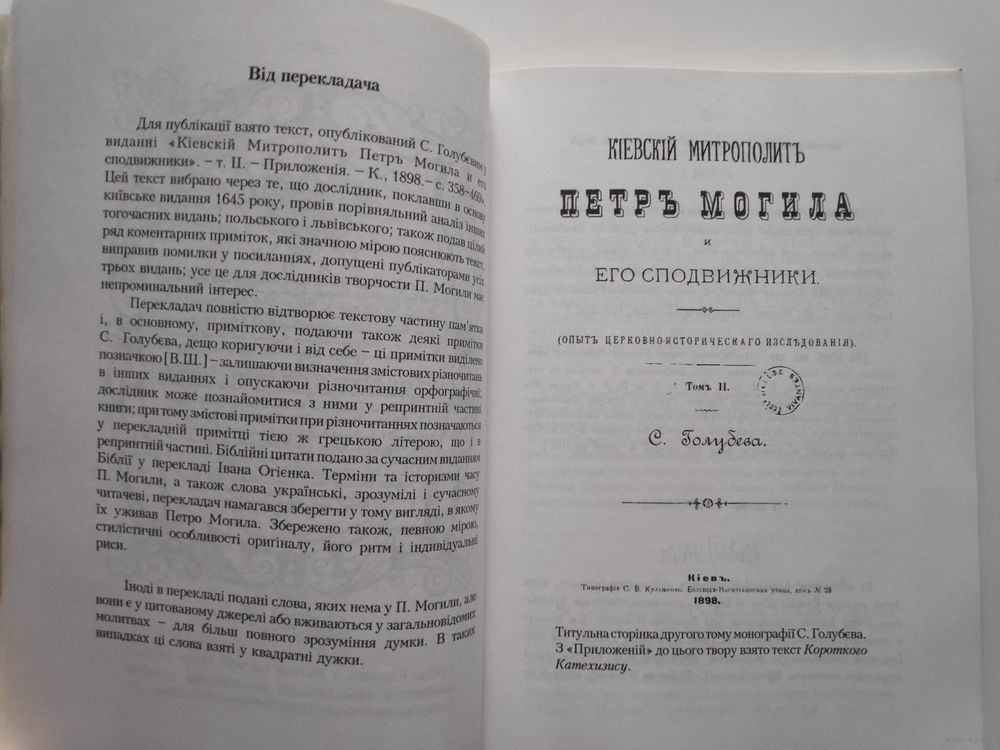 Від перекладача
Для публікації взято текст, опублікований С. Голубєвим у
виданні «Кіевскій Митрополитъ Петръ Могила и его
сподвижники». – т. II. – Приложенія. – К., 1898. – с. 358–469».
Цей текст вибрано через те, що дослідник, поклавши в основу
київське видання 1645 року, провів порівняльний аналіз інших
тогочасних видань; польського і львівського; також подав цілий
ряд коментарних приміток, які значною мірою пояснюють текст,
виправив помилки у посиланнях, допущені публікаторами усіх
трьох видань; усе це для дослідників творчости П. Могили має
непроминальний інтерес.
Перекладач повністю відтворює текстову частину пам'ятки
і, в основному, приміткову, подаючи також деякі примітки
С. Голубєва, дещо коригуючи і від себе – ці примітки виділено
позначкою [В.Ш.] – залишаючи визначення змістових різночитань
в інших виданнях і опускаючи різночитання орфографічні;
дослідник може познайомитися з ними у репринтній частині
книги; при тому змістові примітки при різночитаннях позначаються
у перекладній примітці тією ж грецькою літерою, що і в
репринтній частині. Біблійні цитати подано за сучасним виданням
Біблії у перекладі Івана Огієнка. Терміни та історизми часу
П. Могили, а також слова українські, зрозумілі і сучасному
читачеві, перекладач намагався зберегти у тому вигляді, в якому
їх уживав Петро Могила. Збережено також, певною мірою,
стилістичні особливості оригіналу, його ритм і індивідуальні
риси.
Іноді в перекладі подані слова, яких нема у П. Могили, але
вони є у цитованому джерелі або вживаються у загальновідомих
молитвах – для більш повного зрозуміння думки. В таких
випадках ці слова взяті у квадратні дужки.
КІЕВСКІЙ МИТРОПОЛИТЪ
ПЕТРЪ МОГИЛА
И
ЕГО СПОДВИЖНИКИ.
(ОПЫТЪ ЦЕРКОВНО-ИСТОРИЧЕСКАГО ИЗСЛѢДОВАНІЯ).
Томъ II.
С. Голубева.
Кіевъ.
Типографія С. В. Кульженко, Больш улица, домъ № 23
1898.
Титульна сторінка другого тому монографії С. Голубєва.
З «Приложеній» до цього твору взято текст Короткого
Катехизису.